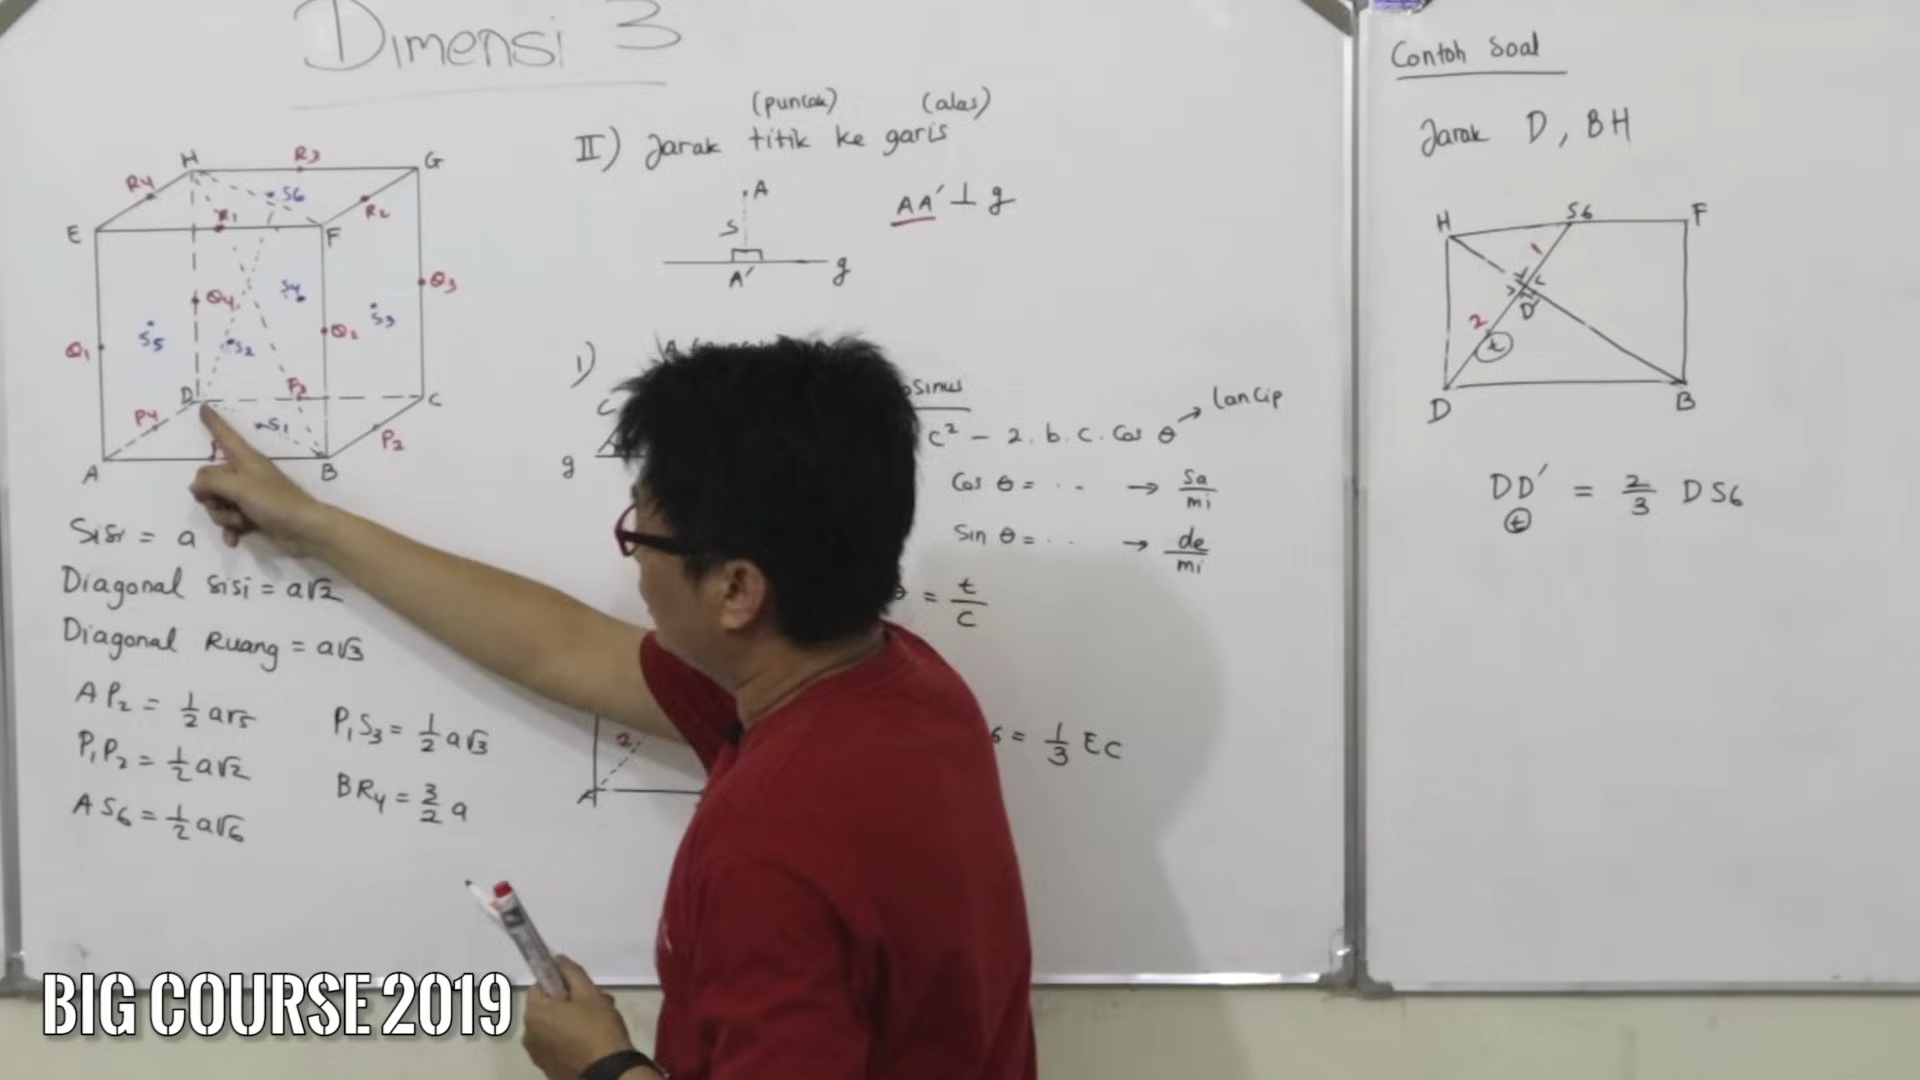 Dimensi 3
H R3 G
R4 S6
R1 R2
E F
Q4 S4 Q3
S5 S3
Q1 S2 Q2
D C
P4 S1 P2
A B
Sisi = a
Diagonal sisi = a√2
Diagonal Ruang = a√3
AP2 = 1/2 a√5
P1P2 = 1/2 a√2
AS6 = 1/2 a√6
P1S3 = 1/2 a√3
BR4 = 3/2 a
(puncak) (alas)
II) Jarak titik ke garis
A
S
A' g
AA' ⊥ g
1)
g
c² - 2.b.c.cos θ → lancip
Cos θ = ... → sa/mi
Sin θ = ... → de/mi
= t/c
2
A
= 1/3 EC
Contoh Soal
Jarak D, BH
H S6 F
1
D'
2
t
D B
DD' = 2/3 DS6
t
BIG COURSE 2019